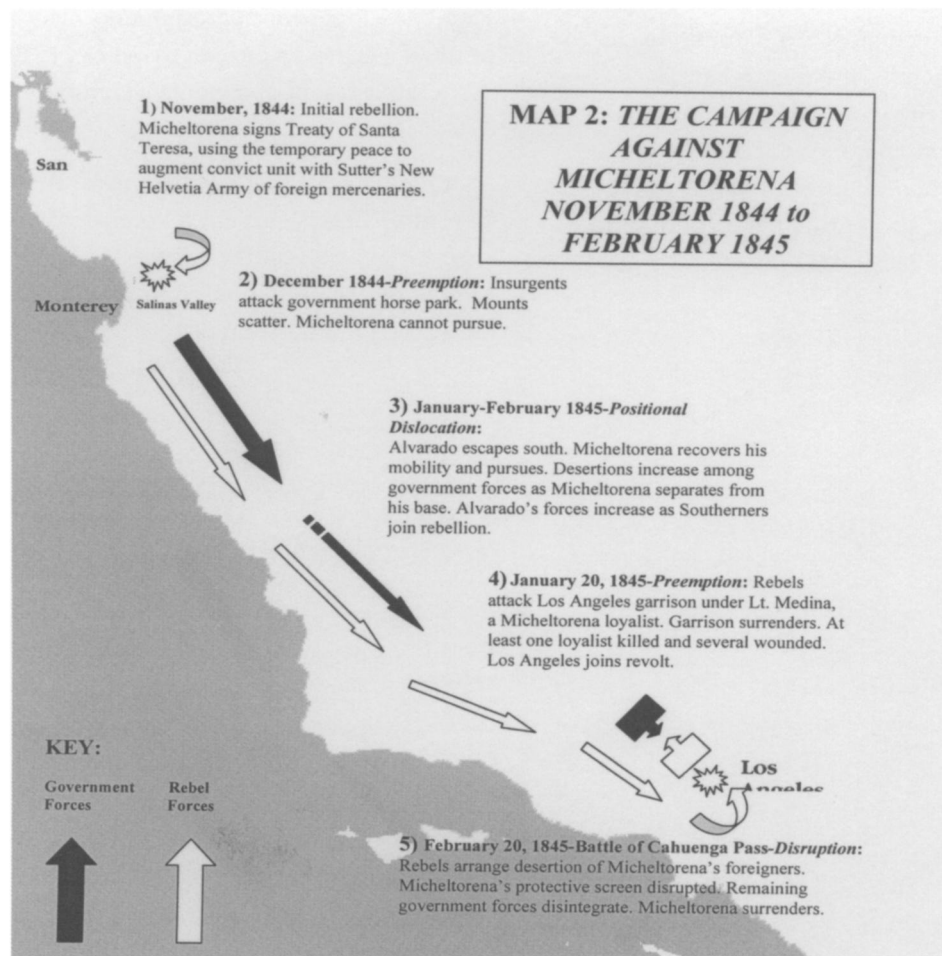 1) November, 1844: Initial rebellion.
Micheltorena signs Treaty of Santa
Teresa, using the temporary peace to
augment convict unit with Sutter's New
Helvetia Army of foreign mercenaries.
MAP 2: THE CAMPAIGN
AGAINST
MICHELTORENA
NOVEMBER 1844 to
FEBRUARY 1845
San
2) December 1844-Preemption: Insurgents
attack government horse park. Mounts
scatter. Micheltorena cannot pursue.
Monterey
Salinas Valley
3) January-February 1845-Positional
Dislocation:
Alvarado escapes south. Micheltorena recovers his
mobility and pursues. Desertions increase among
government forces as Micheltorena separates from
his base. Alvarado's forces increase as Southerners
join rebellion.
4) January 20, 1845-Preemption: Rebels
attack Los Angeles garrison under Lt. Medina,
a Micheltorena loyalist. Garrison surrenders. At
least one loyalist killed and several wounded.
Los Angeles joins revolt.
Los
Angeles
5) February 20, 1845-Battle of Cahuenga Pass-Disruption:
Rebels arrange desertion of Micheltorena's foreigners.
Micheltorena's protective screen disrupted. Remaining
government forces disintegrate. Micheltorena surrenders.
KEY:
Government
Forces
Rebel
Forces